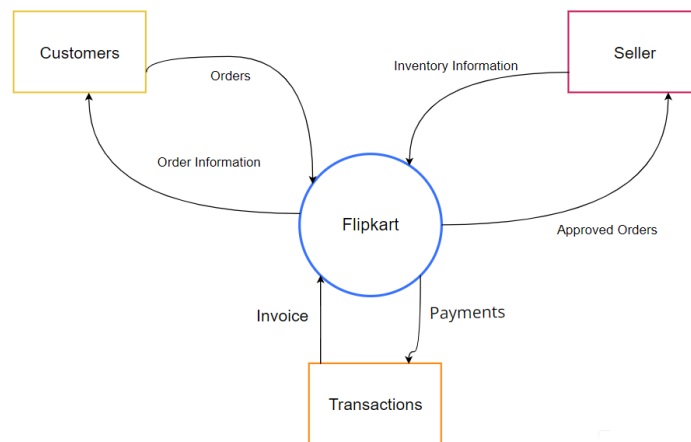 Customers
Seller
Orders
Inventory Information
Order Information
Flipkart
Approved Orders
Invoice
Payments
Transactions